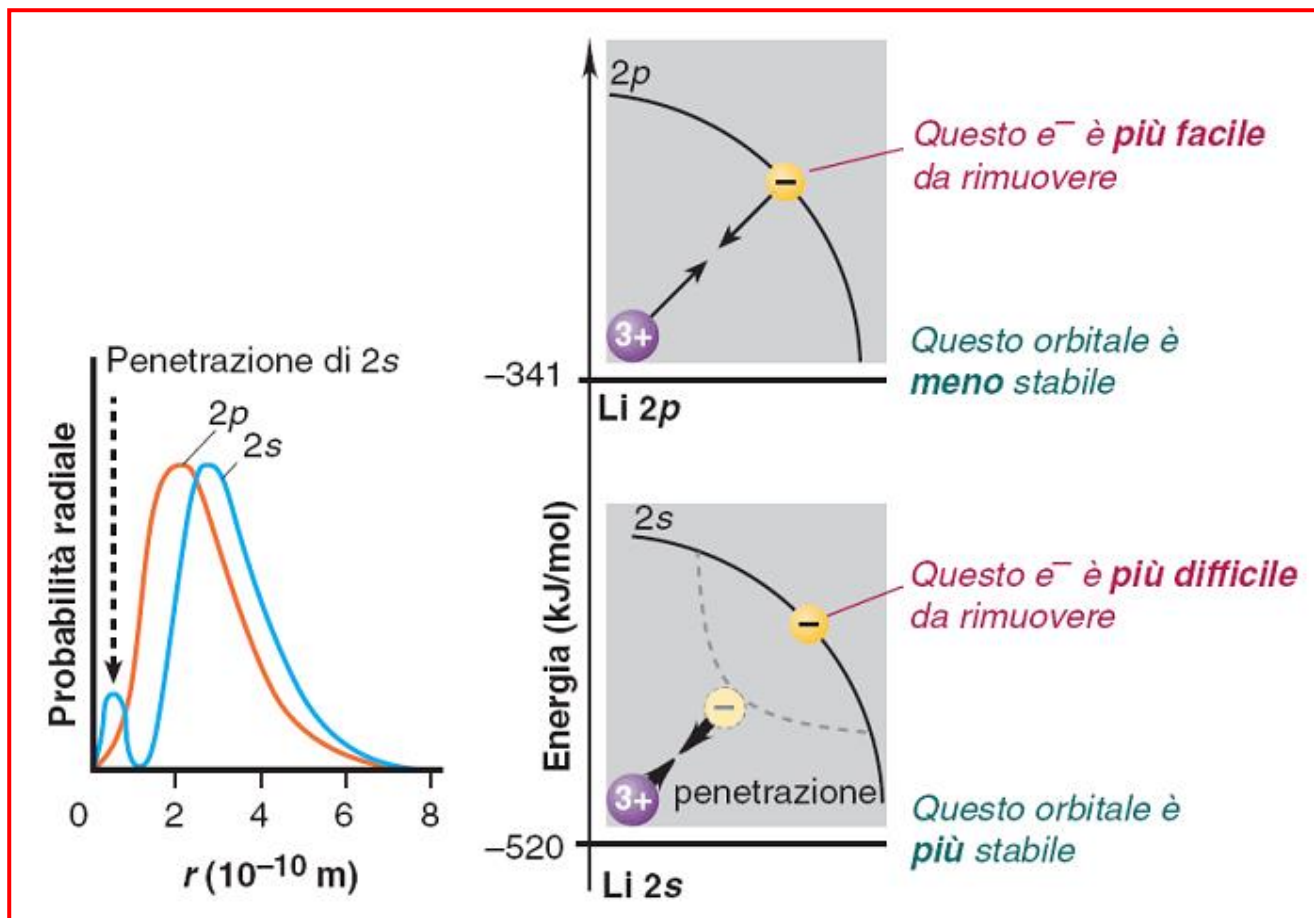 Penetrazione di 2s
2p
2s
Probabilità radiale
0 2 4 6 8
r (10⁻¹⁰ m)
Energia (kJ/mol)
2p
−
3+
Questo e⁻ è più facile
da rimuovere
Questo orbitale è
meno stabile
−341
Li 2p
2s
−
−
3+
penetrazione
Questo e⁻ è più difficile
da rimuovere
Questo orbitale è
più stabile
−520
Li 2s